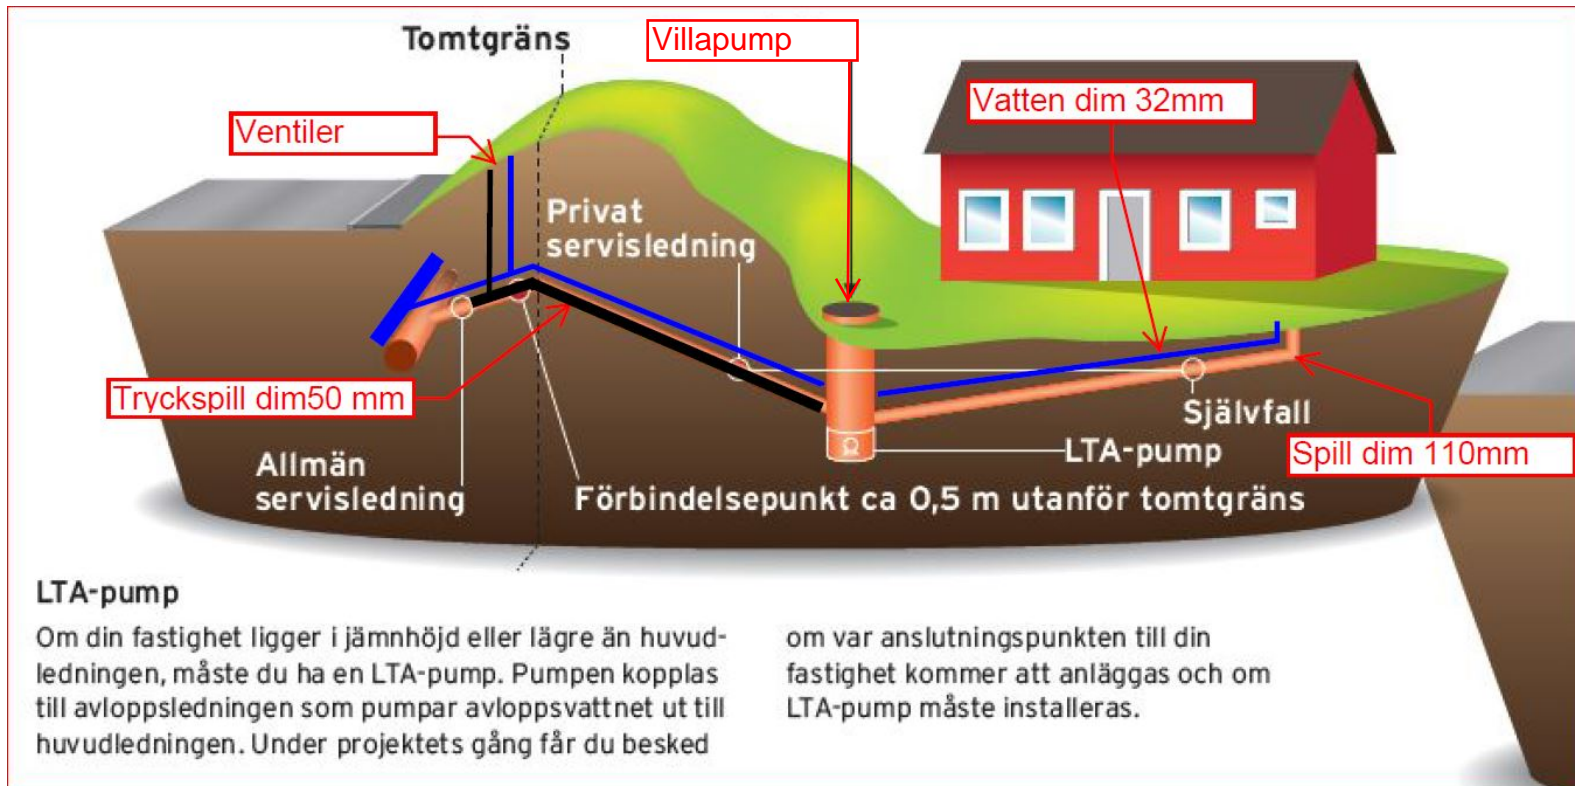 Tomtgräns
Villapump
Vatten dim 32mm
Ventiler
Privat
servisledning
Tryckspill dim50 mm
Självfall
Allmän
servisledning
LTA-pump
Spill dim 110mm
Förbindelsepunkt ca 0,5 m utanför tomtgräns
LTA-pump
Om din fastighet ligger i jämnhöjd eller lägre än huvud-
ledningen, måste du ha en LTA-pump. Pumpen kopplas
till avloppsledningen som pumpar avloppsvattnet ut till
huvudledningen. Under projektets gång får du besked
om var anslutningspunkten till din
fastighet kommer att anläggas och om
LTA-pump måste installeras.